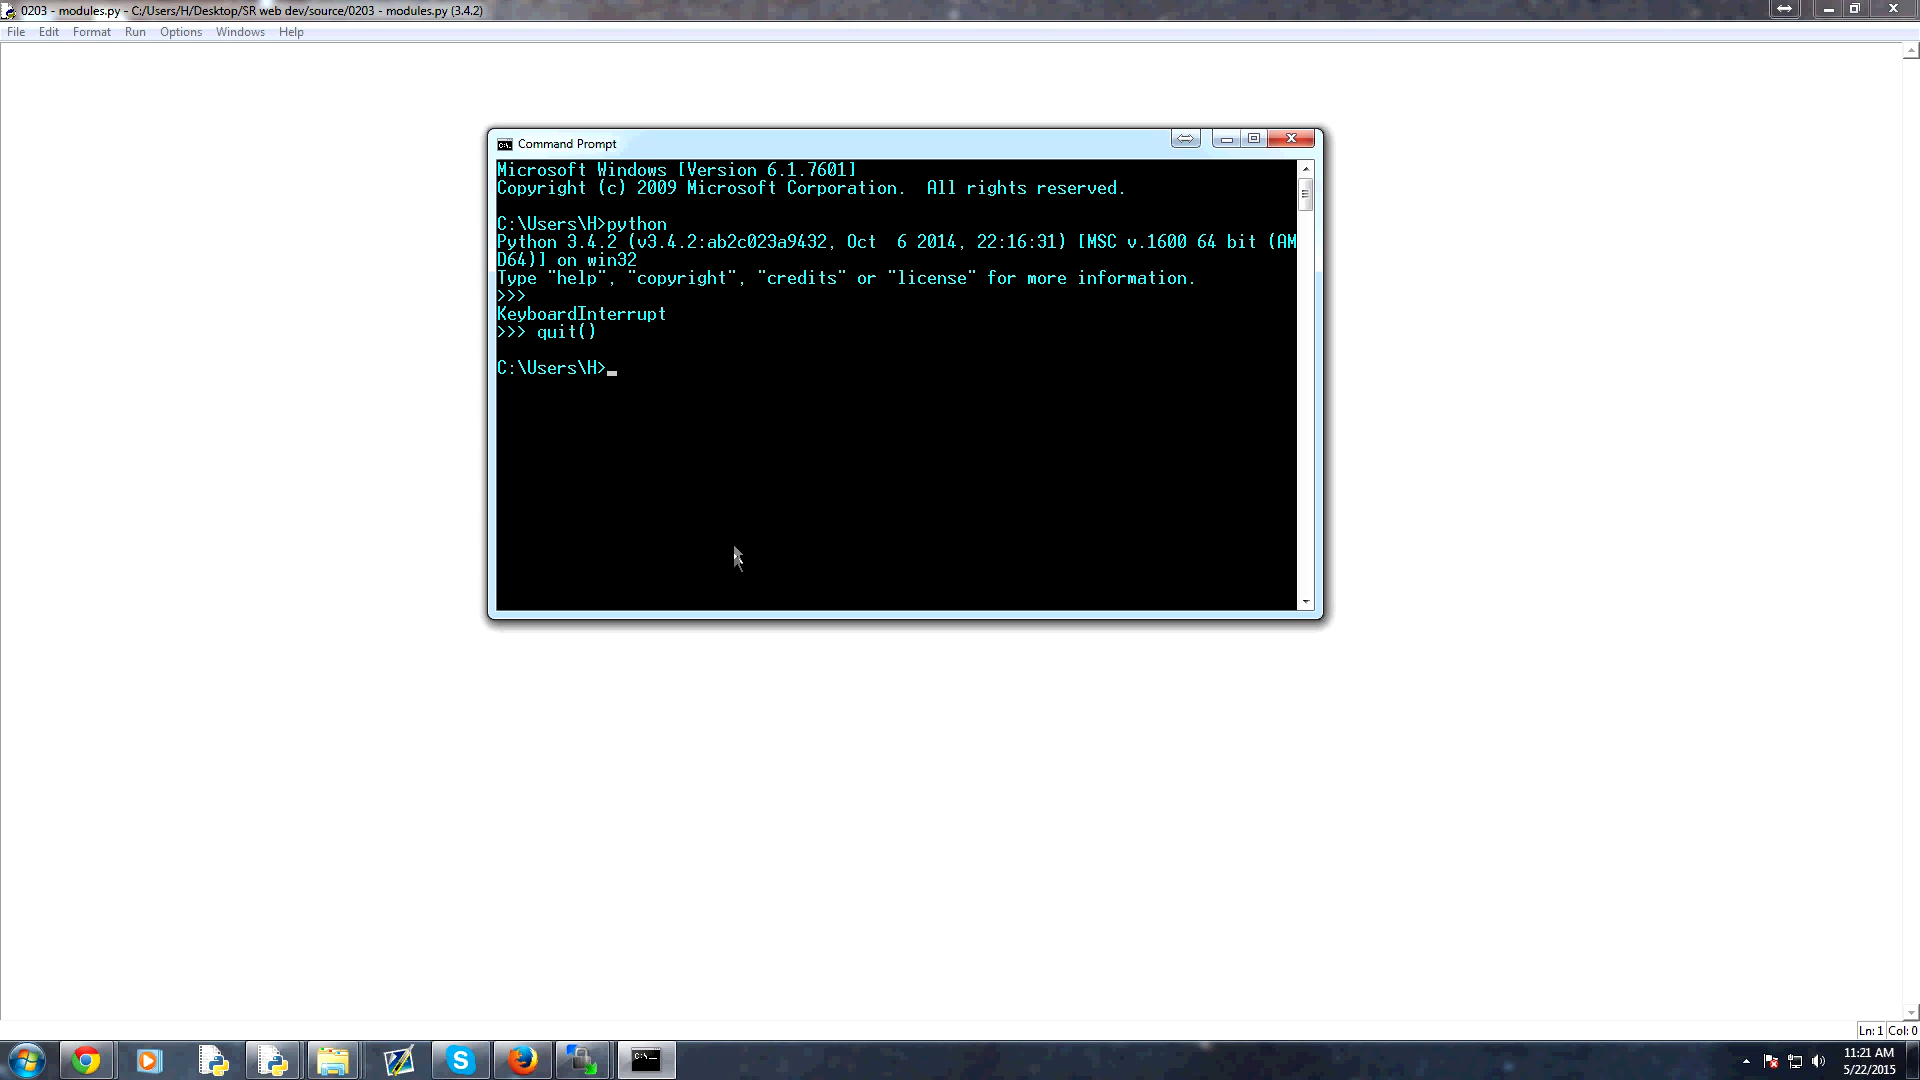 0203 - modules.py - C:/Users/H/Desktop/SR web dev/source/0203 - modules.py (3.4.2)
File Edit Format Run Options Windows Help
Command Prompt
Microsoft Windows [Version 6.1.7601]
Copyright (c) 2009 Microsoft Corporation.  All rights reserved.
C:\Users\H>python
Python 3.4.2 (v3.4.2:ab2c023a9432, Oct  6 2014, 22:16:31) [MSC v.1600 64 bit (AM
D64)] on win32
Type "help", "copyright", "credits" or "license" for more information.
>>>
KeyboardInterrupt
>>> quit()
C:\Users\H>_
Ln: 1 Col: 0
11:21 AM
5/22/2015